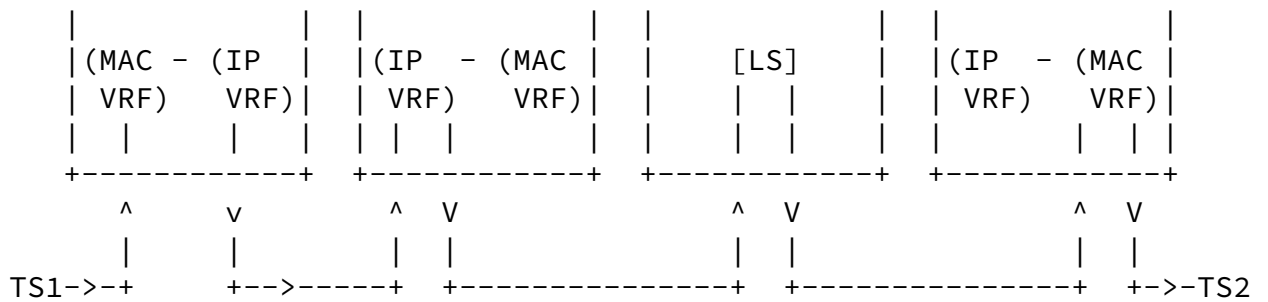 |            |  |            |  |            |  |            |
|(MAC - (IP  |  |(IP  - (MAC |  |    [LS]    |  |(IP  - (MAC |
| VRF)   VRF)|  | VRF)   VRF)|  |    |  |    |  | VRF)   VRF)|
|  |     |   |  | |  |       |  |    |  |    |  |       |  | |
+------------+  +------------+  +------------+  +------------+
   ^     v        ^  V               ^  V               ^  V
   |     |        |  |               |  |               |  |
TS1->-+     +-->-----+  +---------------+  +---------------+  +->-TS2